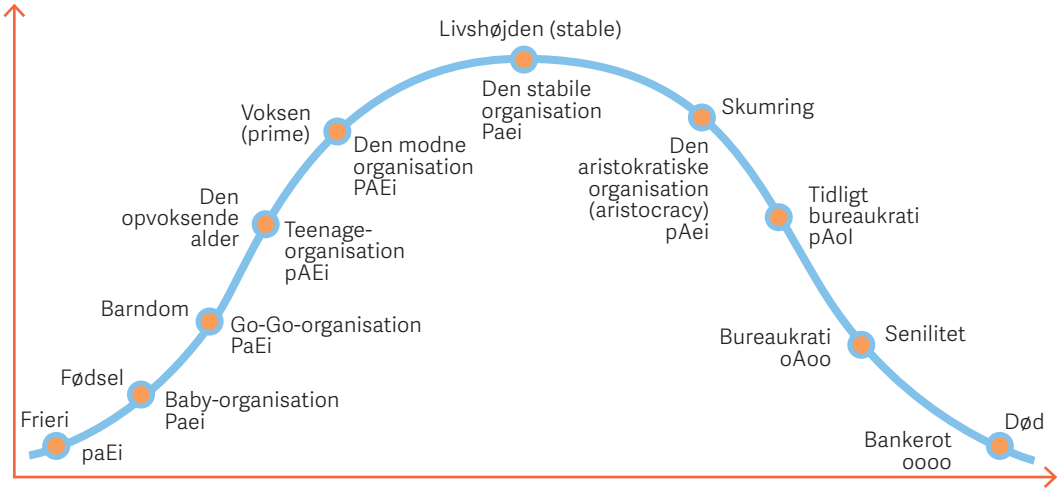 Livshøjden (stable)
Den stabile
organisation
Paei
Voksen
(prime)
Den modne
organisation
PAEi
Skumring
Den
aristokratiske
organisation
(aristocracy)
pAei
Den
opvoksende
alder
Teenage-
organisation
pAEi
Tidligt
bureaukrati
pAol
Barndom
Go-Go-organisation
PaEi
Bureaukrati
oAoo
Senilitet
Fødsel
Baby-organisation
Paei
Frieri
paEi
Bankerot
oooo
Død